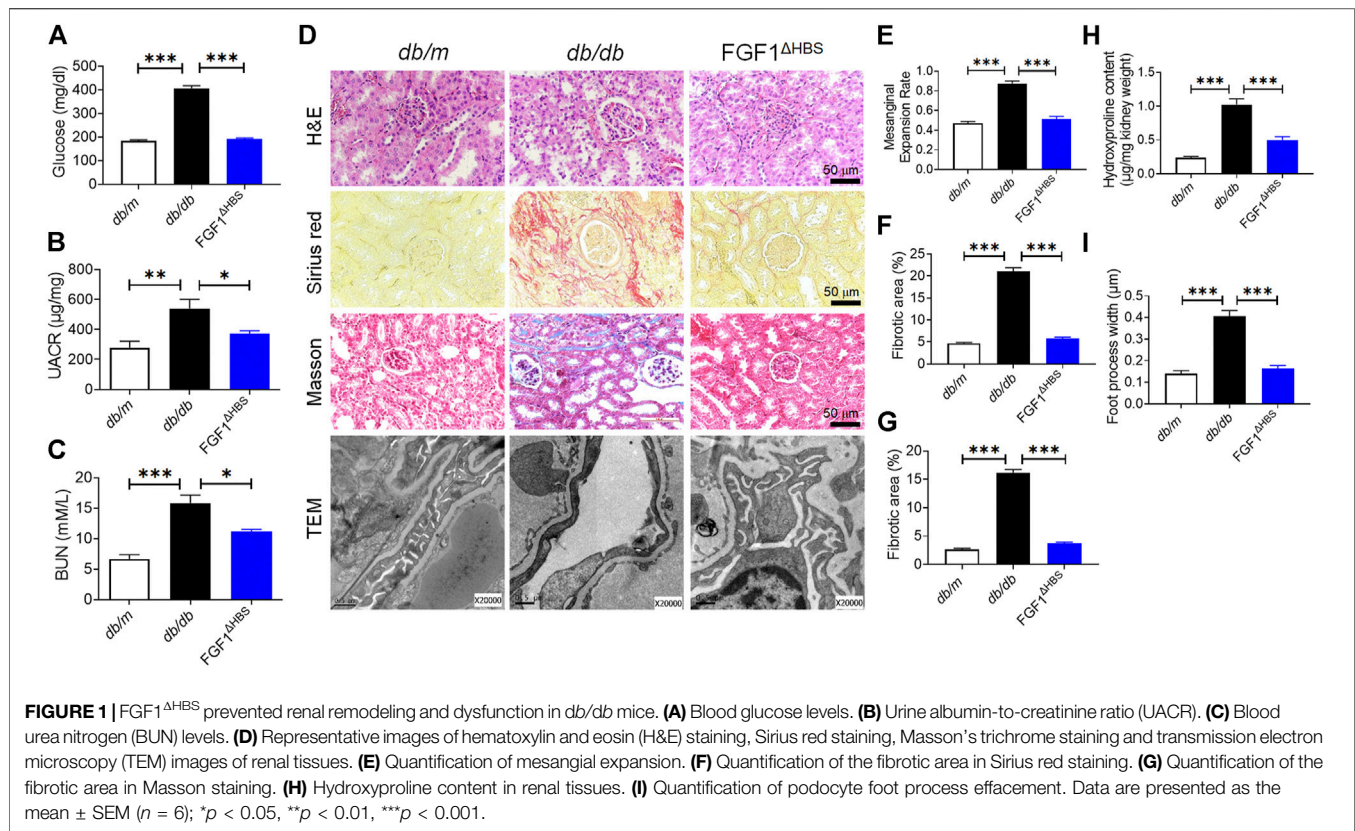 A
Glucose (mg/dl)
500
400
300
200
100
0
*** ***
db/m
db/db
FGF1ΔHBS
B
UACR (μg/mg)
800
600
400
200
0
** *
db/m
db/db
FGF1ΔHBS
C
BUN (mM/L)
20
15
10
5
0
*** *
db/m
db/db
FGF1ΔHBS
D
db/m db/db FGF1ΔHBS
H&E
50 μm
Sirius red
50 μm
Masson
50 μm
TEM
X20000 X20000 X20000
E
Mesanginal
Expansion Rate
1.0
0.8
0.6
0.4
0.2
0.0
*** ***
db/m
db/db
FGF1ΔHBS
F
Fibrotic area (%)
25
20
15
10
5
0
*** ***
db/m
db/db
FGF1ΔHBS
G
Fibrotic area (%)
20
15
10
5
0
*** ***
db/m
db/db
FGF1ΔHBS
H
Hydroxyproline content
(μg/mg kidney weight)
1.5
1.0
0.5
0.0
*** ***
db/m
db/db
FGF1ΔHBS
I
Foot process width (μm)
0.5
0.4
0.3
0.2
0.1
0.0
*** ***
db/m
db/db
FGF1ΔHBS
FIGURE 1 | FGF1ΔHBS prevented renal remodeling and dysfunction in db/db mice. (A) Blood glucose levels. (B) Urine albumin-to-creatinine ratio (UACR). (C) Blood
urea nitrogen (BUN) levels. (D) Representative images of hematoxylin and eosin (H&E) staining, Sirius red staining, Masson's trichrome staining and transmission electron
microscopy (TEM) images of renal tissues. (E) Quantification of mesangial expansion. (F) Quantification of the fibrotic area in Sirius red staining. (G) Quantification of the
fibrotic area in Masson staining. (H) Hydroxyproline content in renal tissues. (I) Quantification of podocyte foot process effacement. Data are presented as the
mean ± SEM (n = 6); *p < 0.05, **p < 0.01, ***p < 0.001.